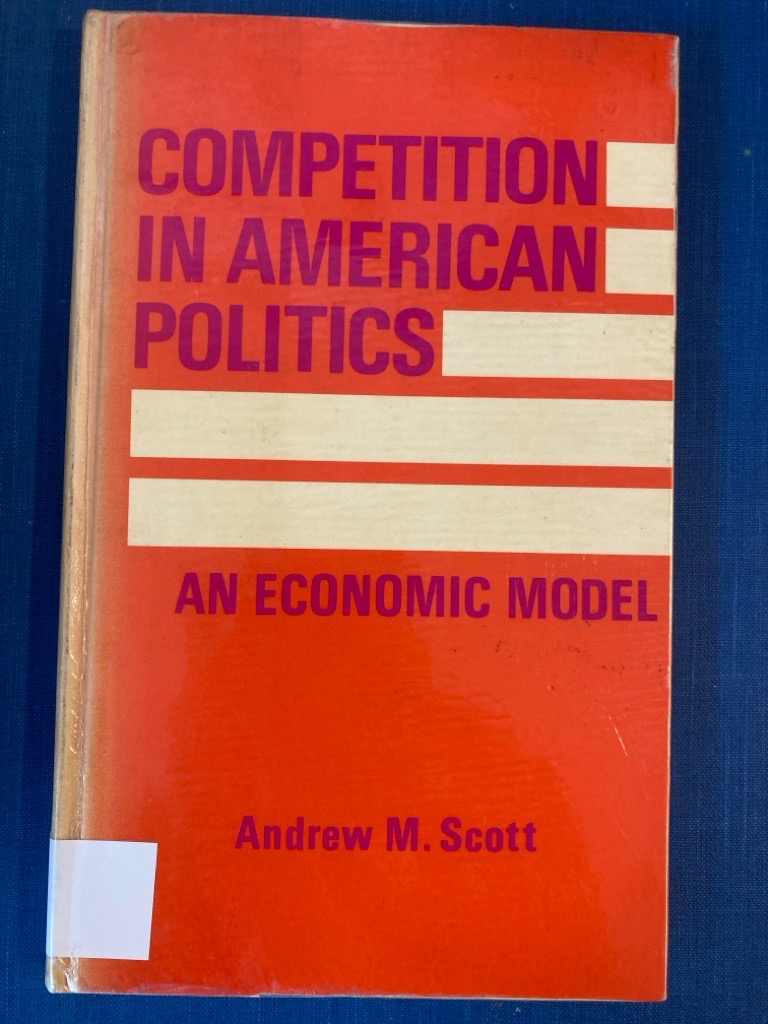 COMPETITION
IN AMERICAN
POLITICS
AN ECONOMIC MODEL
Andrew M. Scott